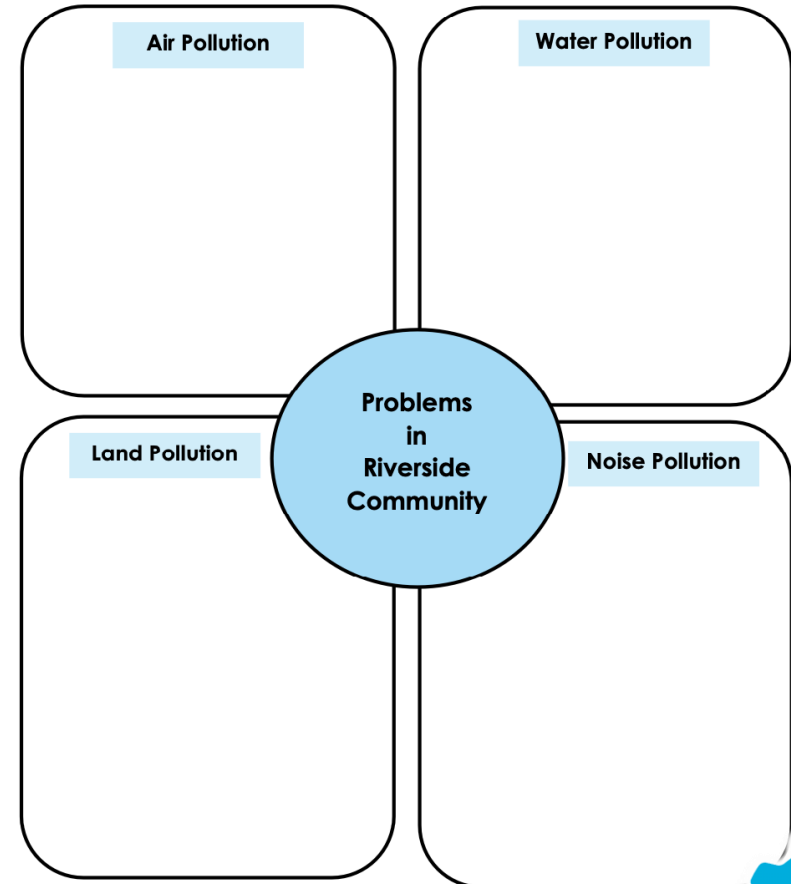 Air Pollution
Water Pollution
Problems
in
Riverside
Community
Land Pollution
Noise Pollution